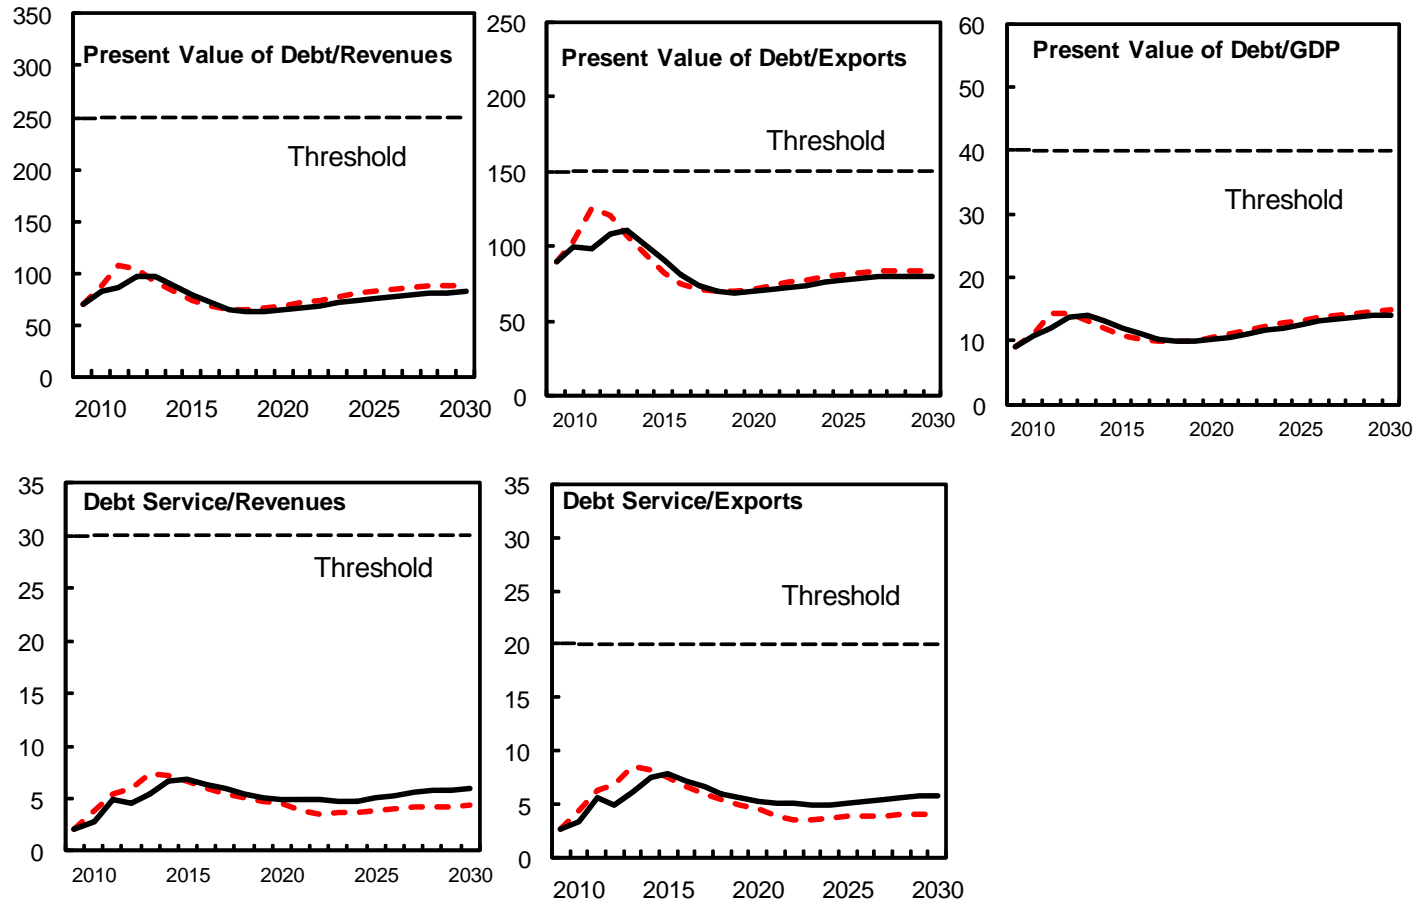 Present Value of Debt/Revenues
350
300
250
200
150
100
50
0
Threshold
2010 2015 2020 2025 2030
Present Value of Debt/Exports
250
200
150
100
50
0
Threshold
2010 2015 2020 2025 2030
Present Value of Debt/GDP
60
50
40
30
20
10
0
Threshold
2010 2015 2020 2025 2030
Debt Service/Revenues
35
30
25
20
15
10
5
0
Threshold
2010 2015 2020 2025 2030
Debt Service/Exports
35
30
25
20
15
10
5
0
Threshold
2010 2015 2020 2025 2030